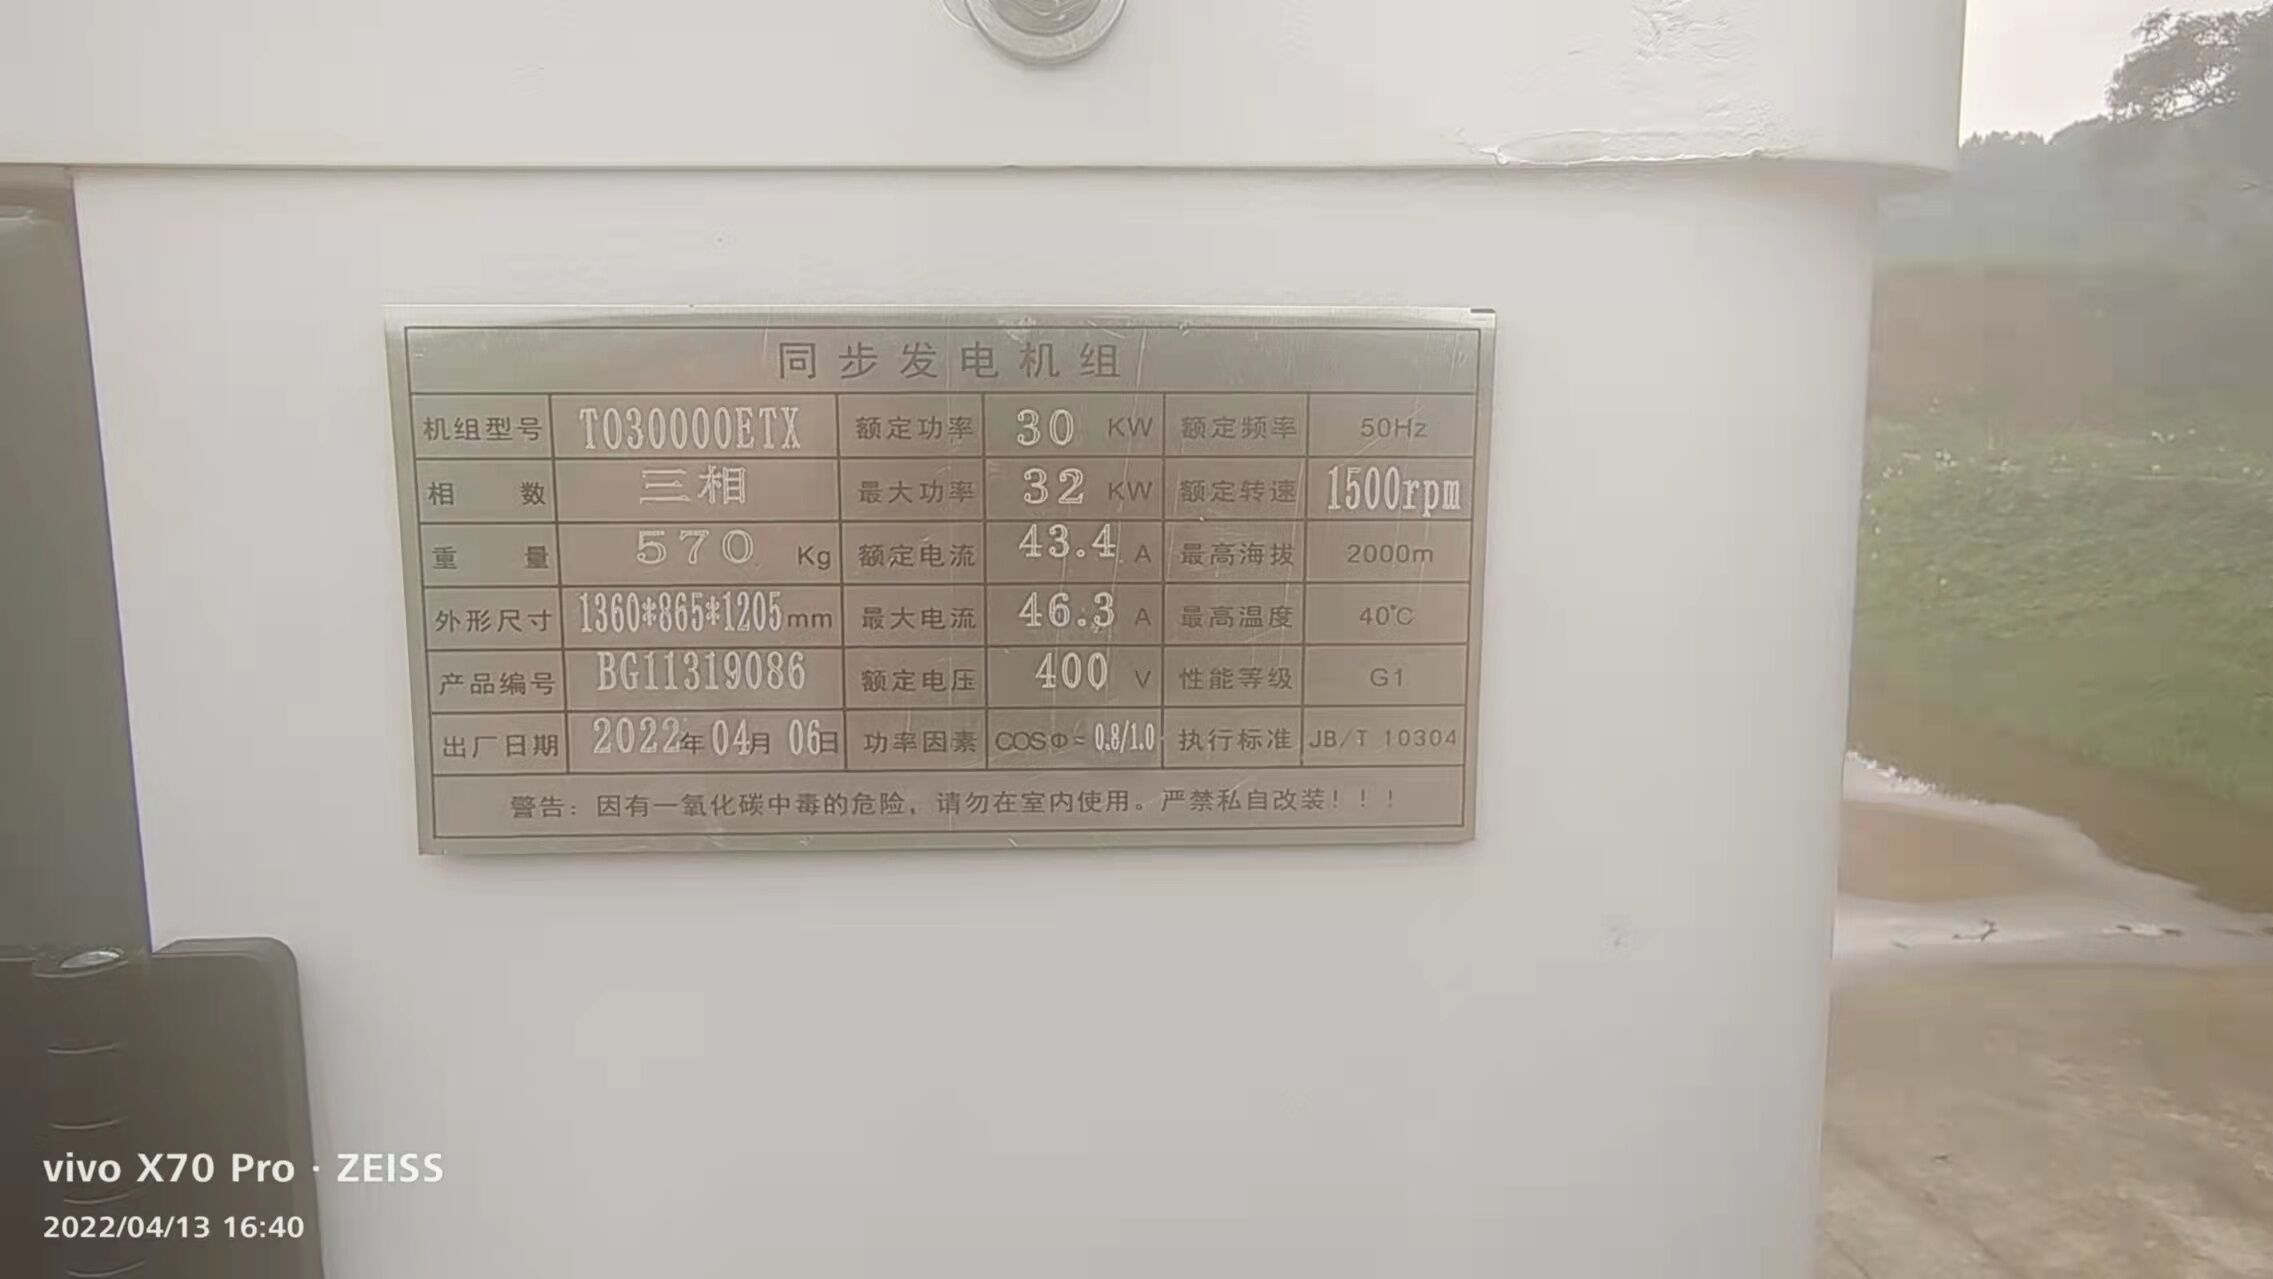 同步发电机组
机组型号 TO30000ETX 额定功率 30 KW 额定频率 50Hz
相数 三相 最大功率 32 KW 额定转速 1500rpm
重量 570 Kg 额定电流 43.4 A 最高海拔 2000m
外形尺寸 1360*865*1205mm 最大电流 46.3 A 最高温度 40℃
产品编号 BG11319086 额定电压 400 V 性能等级 G1
出厂日期 2022年04月06日 功率因素 COSΦ=0.8/1.0 执行标准 JB/T 10304
警告：因有一氧化碳中毒的危险，请勿在室内使用。严禁私自改装！！！
vivo X70 Pro · ZEISS
2022/04/13 16:40